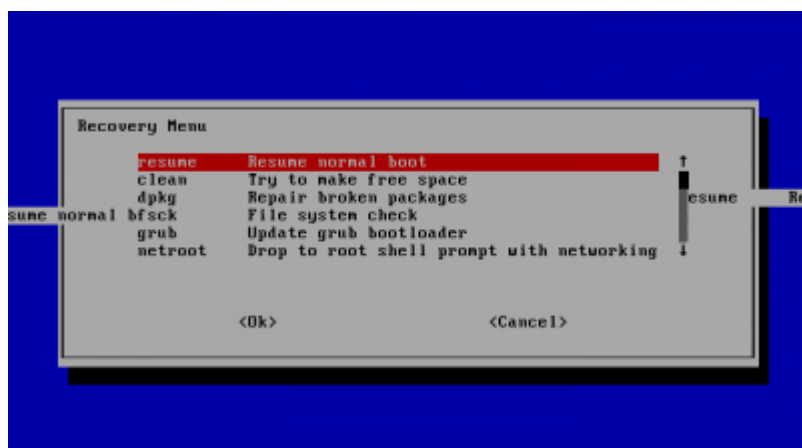 Recovery Menu
resume Resume normal boot ↑
clean Try to make free space
dpkg Repair broken packages esume Re
sume normal bfsck File system check
grub Update grub bootloader
netroot Drop to root shell prompt with networking ↓
<Ok> <Cancel>